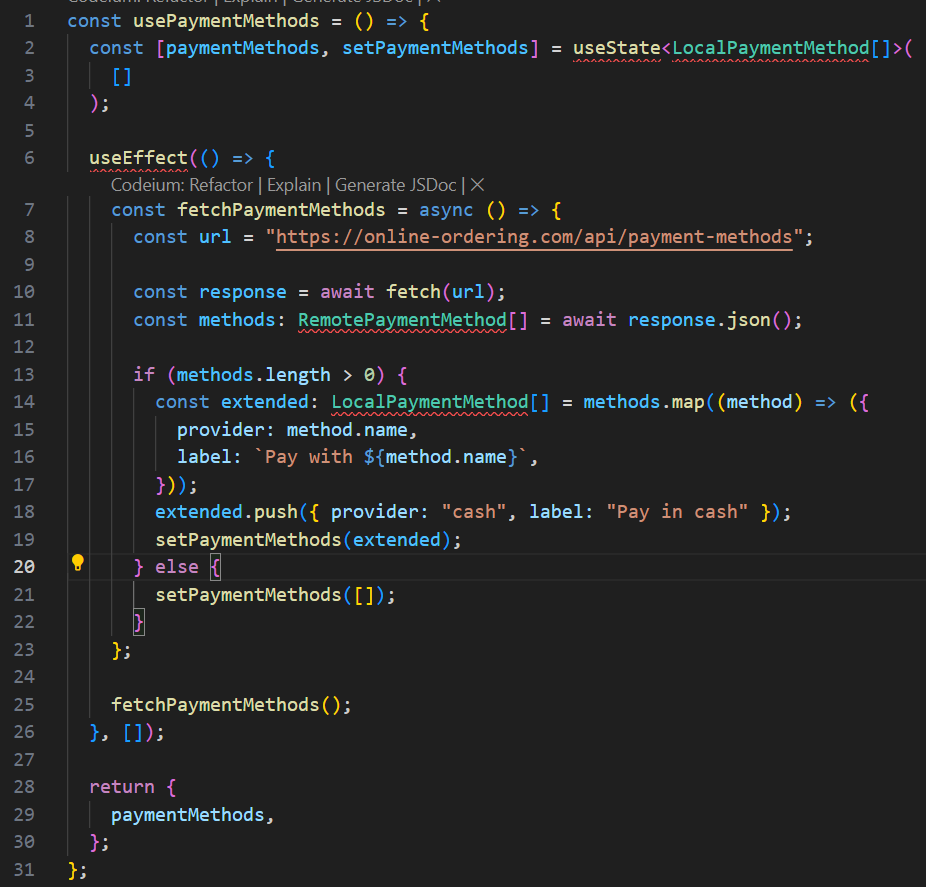 Codeium: Refactor | Explain | Generate JSDoc | ×
1 const usePaymentMethods = () => {
2 const [paymentMethods, setPaymentMethods] = useState<LocalPaymentMethod[]>(
3 []
4 );
5
6 useEffect(() => {
Codeium: Refactor | Explain | Generate JSDoc | ×
7 const fetchPaymentMethods = async () => {
8 const url = "https://online-ordering.com/api/payment-methods";
9
10 const response = await fetch(url);
11 const methods: RemotePaymentMethod[] = await response.json();
12
13 if (methods.length > 0) {
14 const extended: LocalPaymentMethod[] = methods.map((method) => ({
15 provider: method.name,
16 label: `Pay with ${method.name}`,
17 }));
18 extended.push({ provider: "cash", label: "Pay in cash" });
19 setPaymentMethods(extended);
20 } else {
21 setPaymentMethods([]);
22 }
23 };
24
25 fetchPaymentMethods();
26 }, []);
27
28 return {
29 paymentMethods,
30 };
31 };